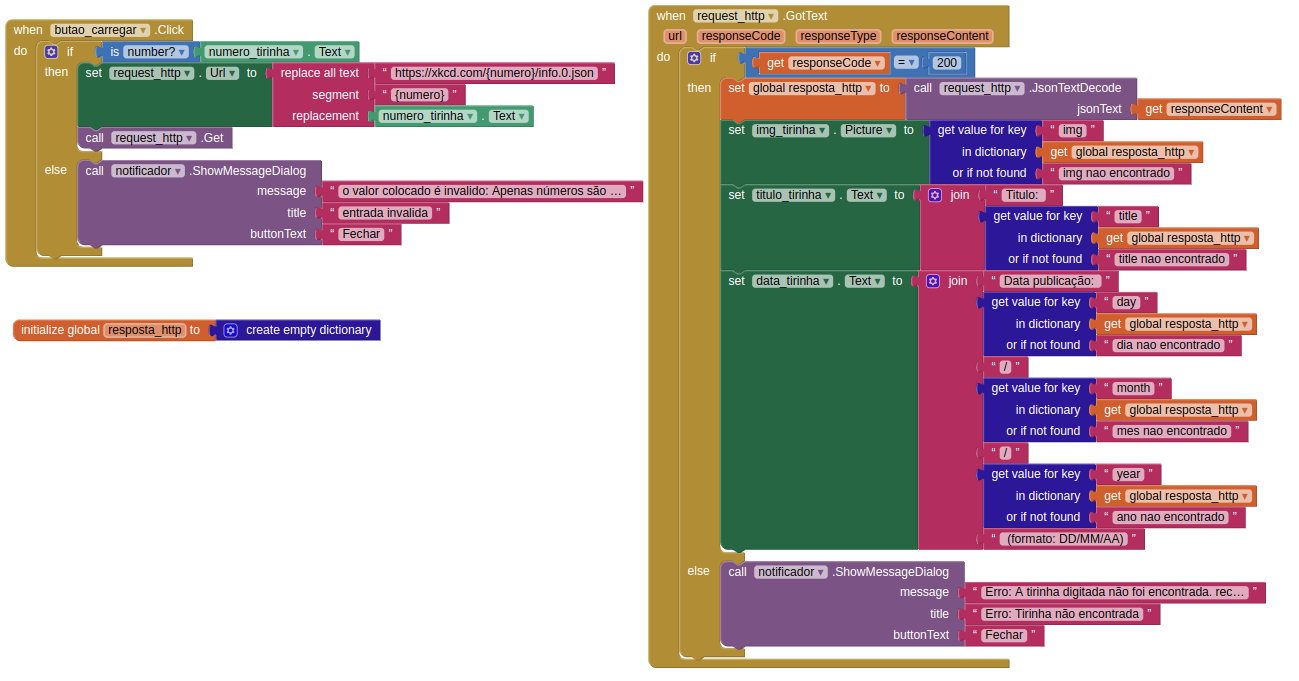 when butao_carregar .Click
do if is number? numero_tirinha . Text
then set request_http . Url to replace all text “ https://xkcd.com/{numero}/info.0.json ”
segment “ {numero} ”
replacement numero_tirinha . Text
call request_http .Get
else call notificador .ShowMessageDialog
message “ o valor colocado é invalido: Apenas números são ... ”
title “ entrada invalida ”
buttonText “ Fechar ”
initialize global resposta_http to create empty dictionary
when request_http .GotText
url responseCode responseType responseContent
do if get responseCode = 200
then set global resposta_http to call request_http .JsonTextDecode
jsonText get responseContent
set img_tirinha . Picture to get value for key “ img ”
in dictionary get global resposta_http
or if not found “ img nao encontrado ”
set titulo_tirinha . Text to join “ Titulo: ”
get value for key “ title ”
in dictionary get global resposta_http
or if not found “ title nao encontrado ”
set data_tirinha . Text to join “ Data publicação: ”
get value for key “ day ”
in dictionary get global resposta_http
or if not found “ dia nao encontrado ”
“ / ”
get value for key “ month ”
in dictionary get global resposta_http
or if not found “ mes nao encontrado ”
“ / ”
get value for key “ year ”
in dictionary get global resposta_http
or if not found “ ano nao encontrado ”
“ (formato: DD/MM/AA) ”
else call notificador .ShowMessageDialog
message “ Erro: A tirinha digitada não foi encontrada. rec... ”
title “ Erro: Tirinha não encontrada ”
buttonText “ Fechar ”